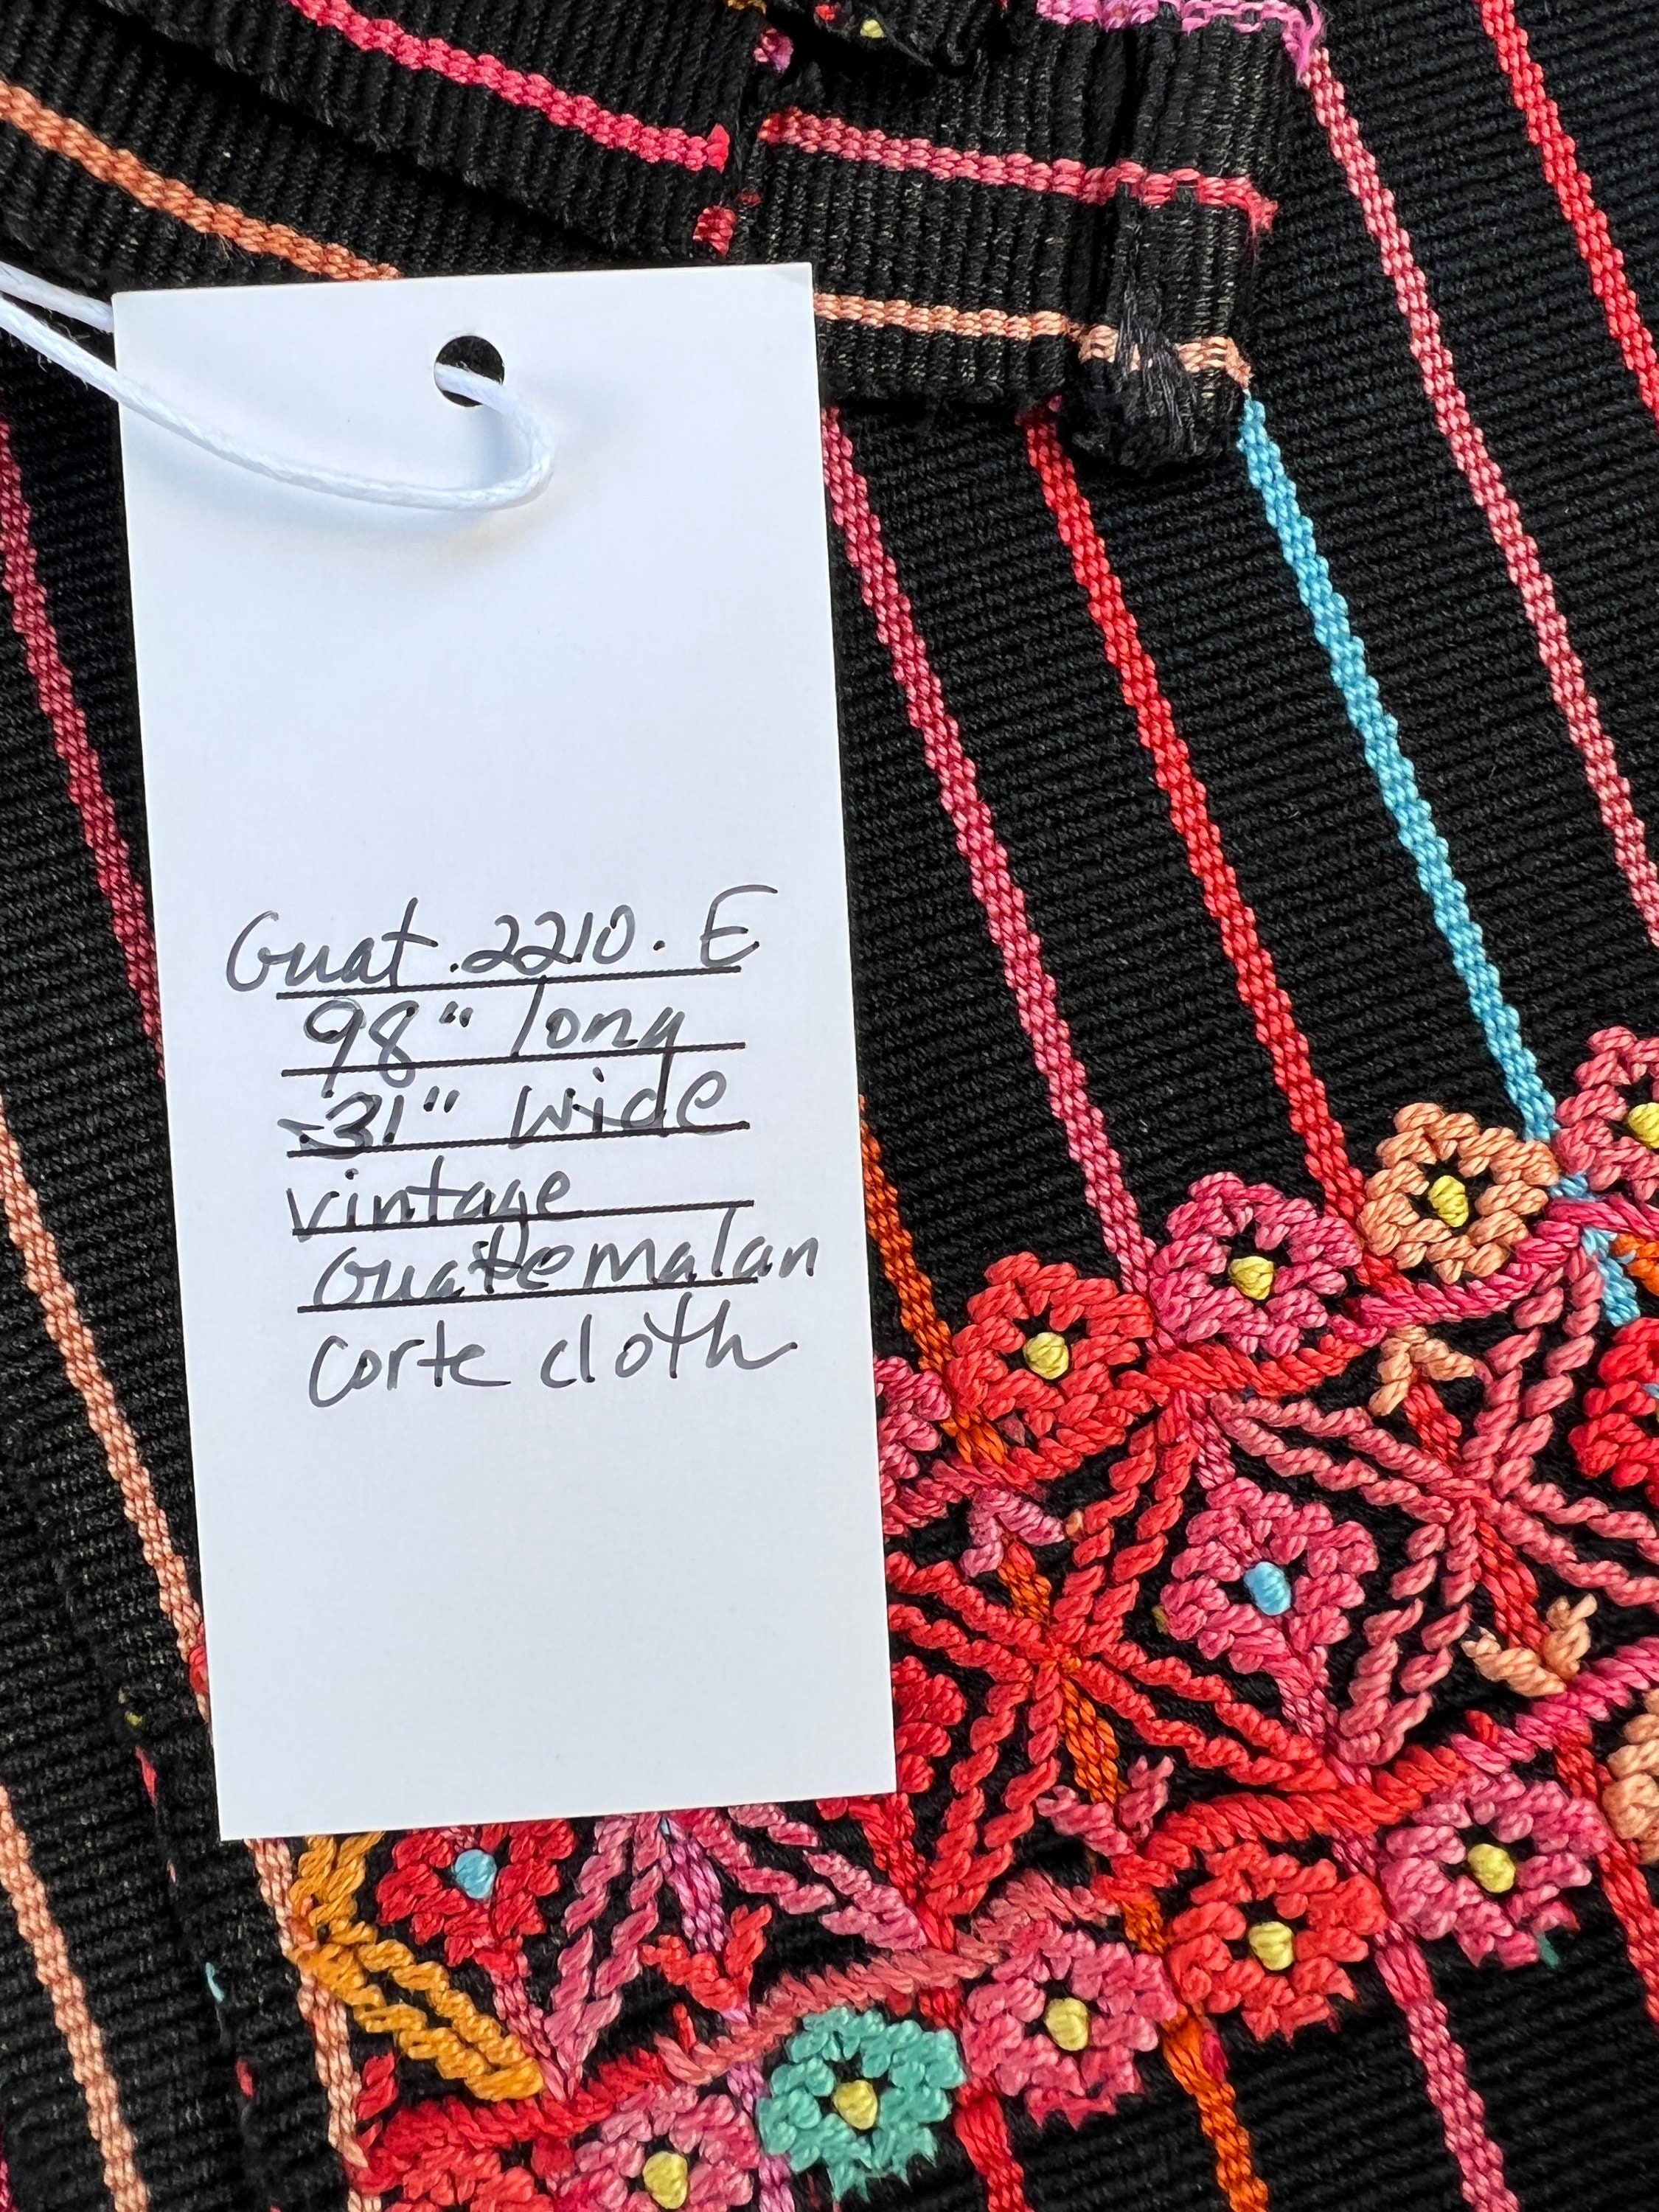 Guat.2210.E
98" long
31" wide
vintage
Guatemalan
corte cloth